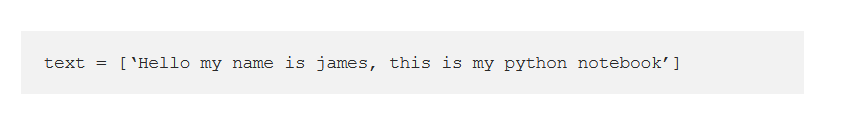 text = [‘Hello my name is james, this is my python notebook’]